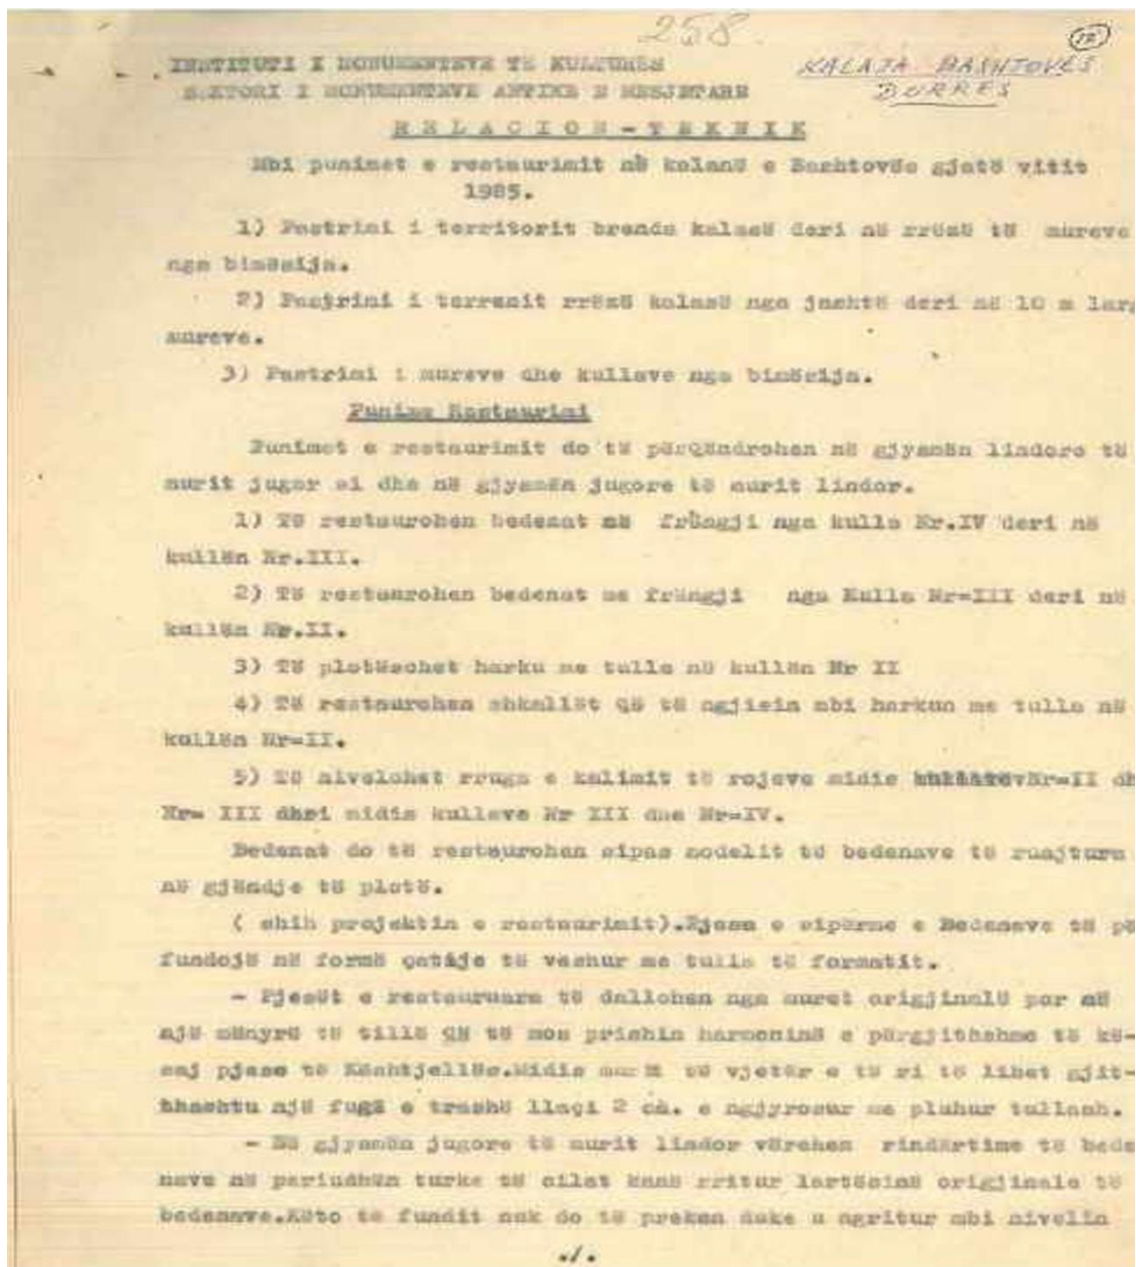 258.
12
KALAJA BASHTOVËS
DURRES
INSTITUTI I MONUMENTEVE TË KULTURËS
SEKTORI I MONUMENTEVE ANTIKE E MESJETARE
RELACION - TEKNIK
Mbi punimet e restaurimit në kalanë e Bashtovës gjatë vitit
1985.
1) Pastrimi i territorit brenda kalasë deri në rrëzë të mureve
nga bimësija.
2) Pastrimi i terrenit rrëzë kalasë nga jashtë deri në 10 m larg
mureve.
3) Pastrimi i mureve dhe kullave nga bimësija.
Punime Restaurimi
Punimet e restaurimit do të përqëndrohen në gjysmën lindore të
murit jugor si dhe në gjysmën jugore të murit lindor.
1) Të restaurohen bedenat me frëngji nga kulla Nr.IV deri në
kullën Nr.III.
2) Të restaurohen bedenat me frëngji nga Kulla Nr=III deri në
kullën Nr.II.
3) Të plotësohet harku me tulla në kullën Nr II
4) Të restaurohen shkallët që të ngjisin mbi harkun me tulla në
kullën Nr=II.
5) Të nivelohet rruga e kalimit të rojeve midis Nr=II dh
Nr= III dhri midis kullave Nr III dhe Nr=IV.
Bedenat do të restaurohen sipas modelit të bedenave të ruajtura
në gjëndje të plotë.
( shih projektin e restaurimit).Pjesa e sipërme e Bedenave të pë
fundojë në formë çatije të veshur me tulla të formatit.
- Pjesët e restauruara të dallohen nga muret origjinalë por në
një mënyrë të tillë që të mos prishin harmoninë e përgjithshme të kë-
saj pjese të Kështjellës.Midis murit të vjetër e të ri të lihet gjit-
hashtu një fugë e trashë llaçi 2 cm. e ngjyrosur me pluhur tullash.
- Në gjysmën jugore të murit lindor vërehen rindërtime të bede
nave në periudhën turke të cilat kanë rritur lartësinë origjinale të
bedenave.Këto të fundit nuk do të preken duke u ngritur mbi nivelin
./.